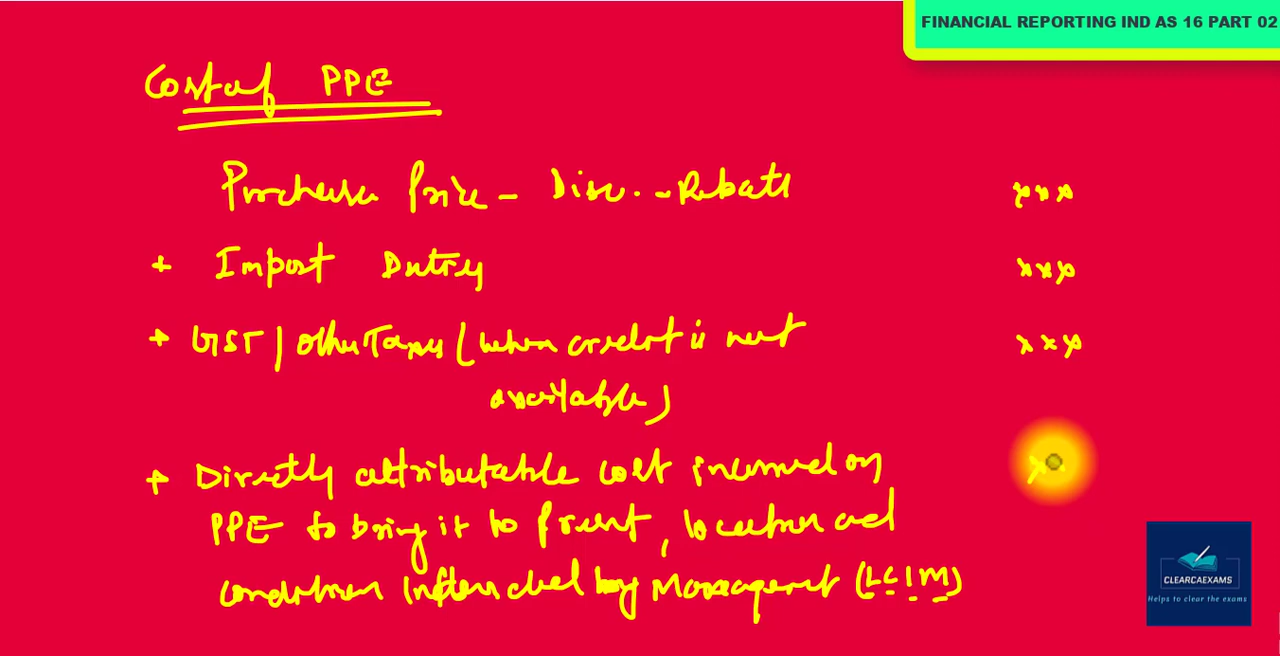 FINANCIAL REPORTING IND AS 16 PART 02
Cost of PPE
Purchase Price - Disc. - Rebate xxx
+ Import Duty xxx
+ GST / Other Taxes (when credit is not xxx
available)
+ Directly attributable cost incurred on x
PPE to bring it to present, location and
condition intended by Management (LCIM)
CLEARCAEXAMS
Helps to clear the exams